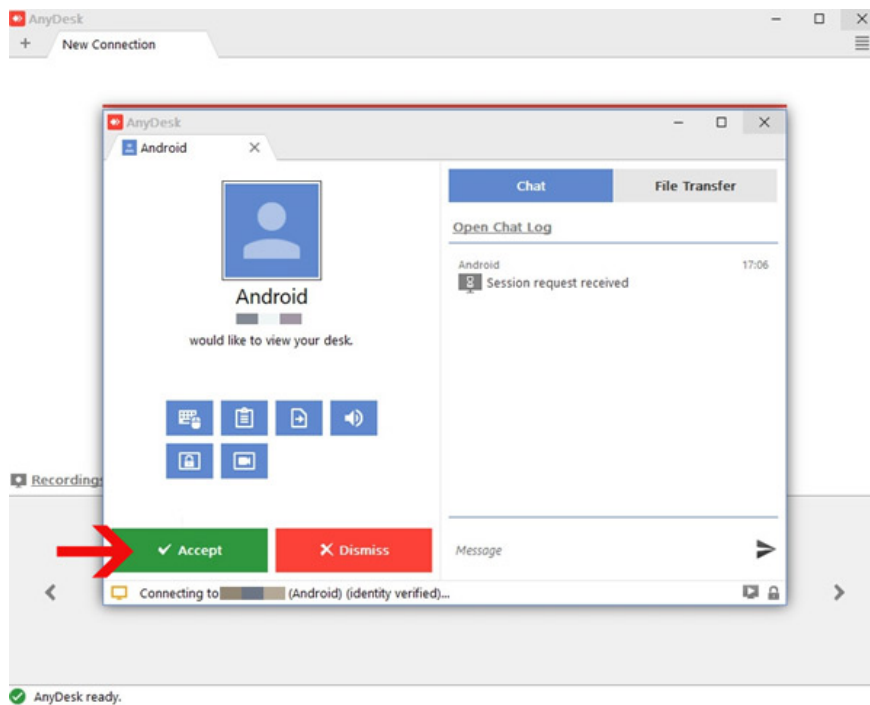 AnyDesk
New Connection
AnyDesk
Android
Chat
File Transfer
Open Chat Log
Android 17:06
Session request received
Android
would like to view your desk.
Recordings
Accept
Dismiss
Message
Connecting to (Android) (identity verified)...
AnyDesk ready.